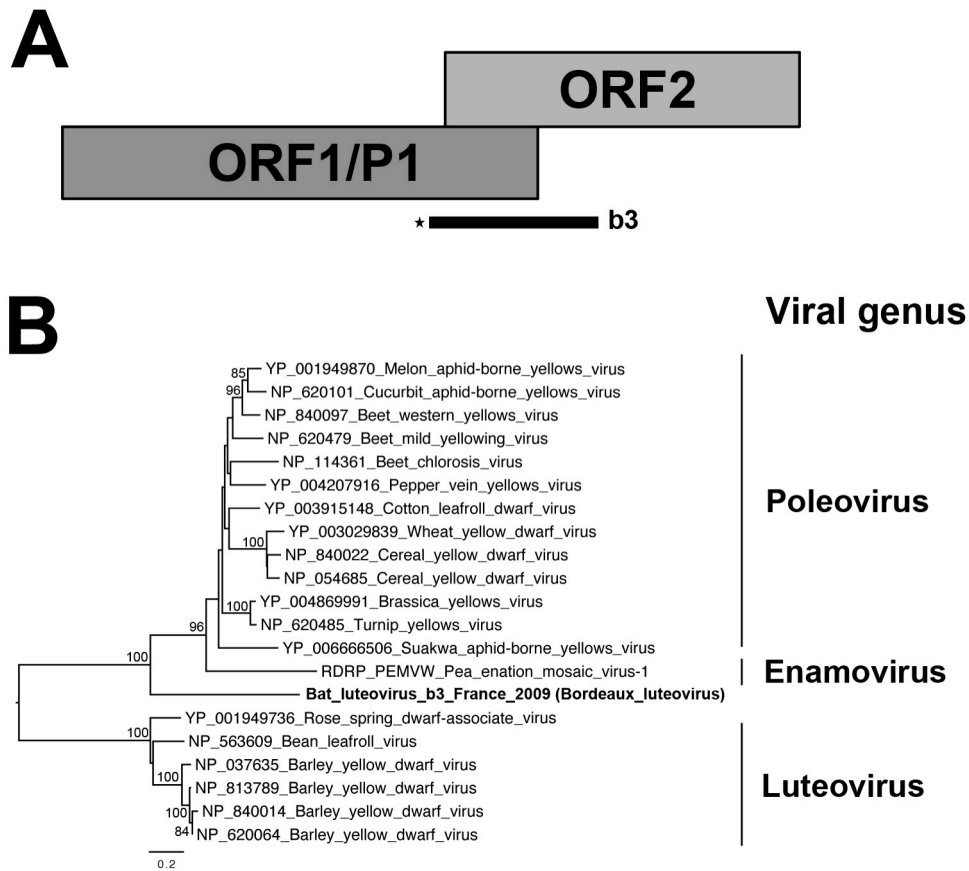 A
ORF2
ORF1/P1
★ b3
B
Viral genus
85
YP_001949870_Melon_aphid-borne_yellows_virus
96
NP_620101_Cucurbit_aphid-borne_yellows_virus
NP_840097_Beet_western_yellows_virus
NP_620479_Beet_mild_yellowing_virus
NP_114361_Beet_chlorosis_virus
YP_004207916_Pepper_vein_yellows_virus
Poleovirus
YP_003915148_Cotton_leafroll_dwarf_virus
YP_003029839_Wheat_yellow_dwarf_virus
100
NP_840022_Cereal_yellow_dwarf_virus
NP_054685_Cereal_yellow_dwarf_virus
YP_004869991_Brassica_yellows_virus
100
NP_620485_Turnip_yellows_virus
96
YP_006666506_Suakwa_aphid-borne_yellows_virus
100
RDRP_PEMVW_Pea_enation_mosaic_virus-1
Enamovirus
Bat_luteovirus_b3_France_2009 (Bordeaux_luteovirus)
YP_001949736_Rose_spring_dwarf-associate_virus
100
NP_563609_Bean_leafroll_virus
NP_037635_Barley_yellow_dwarf_virus
100
NP_813789_Barley_yellow_dwarf_virus
Luteovirus
100
NP_840014_Barley_yellow_dwarf_virus
84
NP_620064_Barley_yellow_dwarf_virus
0.2